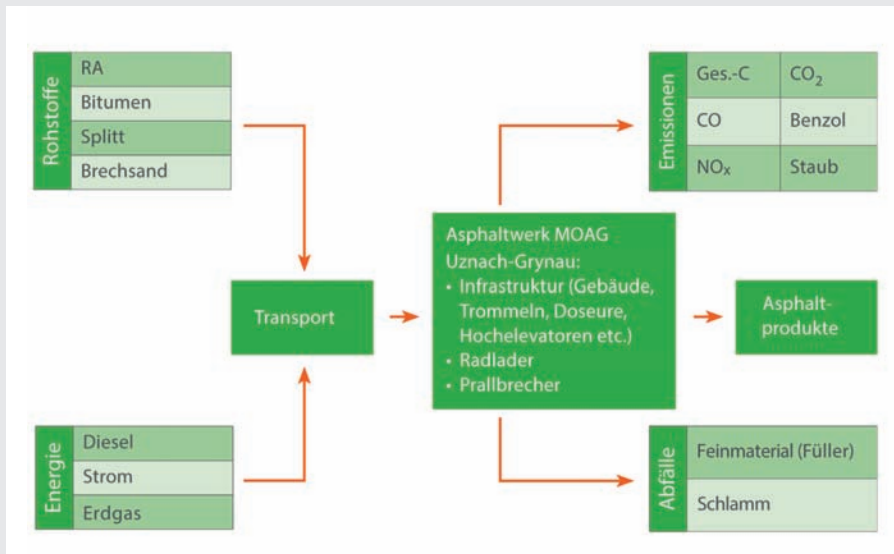 Rohstoffe
RA
Bitumen
Splitt
Brechsand
Energie
Diesel
Strom
Erdgas
Transport
Asphaltwerk MOAG
Uznach-Grynau:
• Infrastruktur (Gebäude,
Trommeln, Doseure,
Hochelevatoren etc.)
• Radlader
• Prallbrecher
Emissionen
Ges.-C CO₂
CO Benzol
NOx Staub
Asphalt-
produkte
Abfälle
Feinmaterial (Füller)
Schlamm